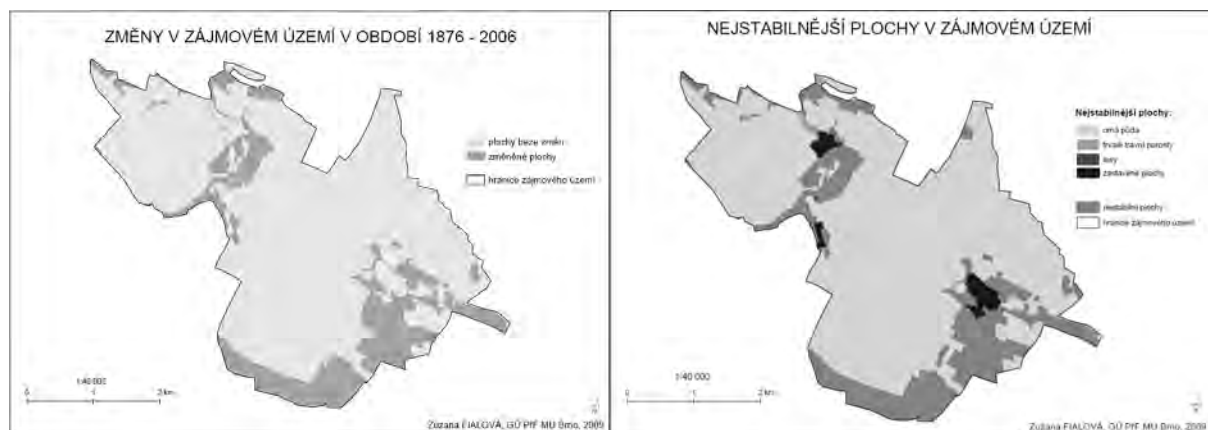 ZMĚNY V ZÁJMOVÉM ÚZEMÍ V OBDOBÍ 1876 - 2006
plochy beze změn
změněné plochy
hranice zájmového území
1:40 000
0 1 2 km
Zuzana FIALOVÁ, GÚ PřF MU Brno, 2009
NEJSTABILNĚJŠÍ PLOCHY V ZÁJMOVÉM ÚZEMÍ
Nejstabilnější plochy:
orná půda
trvalé travní porosty
lesy
zastavěné plochy
nestabilní plochy
hranice zájmového území
1:40 000
0 1 2 km
Zuzana FIALOVÁ, GÚ PřF MU Brno, 2009